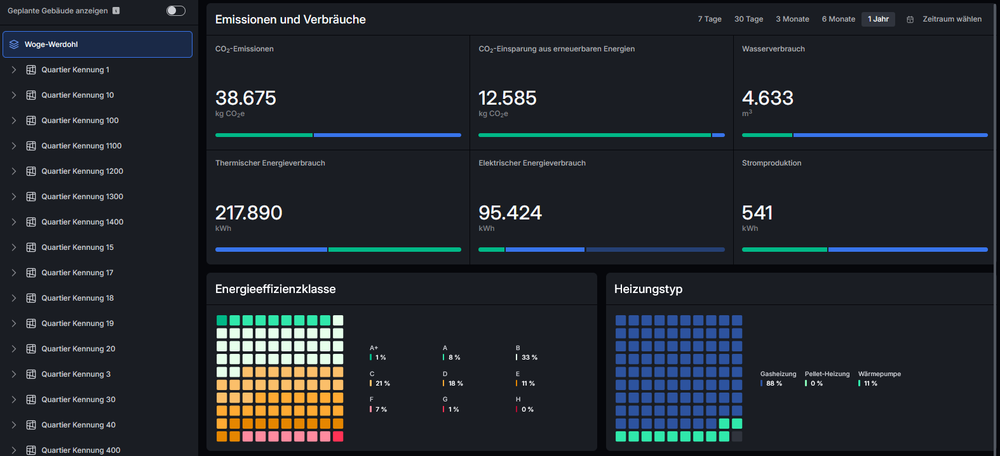 Geplante Gebäude anzeigen
Woge-Werdohl
Quartier Kennung 1
Quartier Kennung 10
Quartier Kennung 100
Quartier Kennung 1100
Quartier Kennung 1200
Quartier Kennung 1300
Quartier Kennung 1400
Quartier Kennung 15
Quartier Kennung 17
Quartier Kennung 18
Quartier Kennung 19
Quartier Kennung 20
Quartier Kennung 3
Quartier Kennung 30
Quartier Kennung 40
Quartier Kennung 400
Emissionen und Verbräuche
7 Tage 30 Tage 3 Monate 6 Monate 1 Jahr Zeitraum wählen
CO₂-Emissionen
38.675
kg CO₂e
CO₂-Einsparung aus erneuerbaren Energien
12.585
kg CO₂e
Wasserverbrauch
4.633
m³
Thermischer Energieverbrauch
217.890
kWh
Elektrischer Energieverbrauch
95.424
kWh
Stromproduktion
541
kWh
Energieeffizienzklasse
A+ A B
1 % 8 % 33 %
C D E
21 % 18 % 11 %
F G H
7 % 1 % 0 %
Heizungstyp
Gasheizung Pellet-Heizung Wärmepumpe
88 % 0 % 11 %